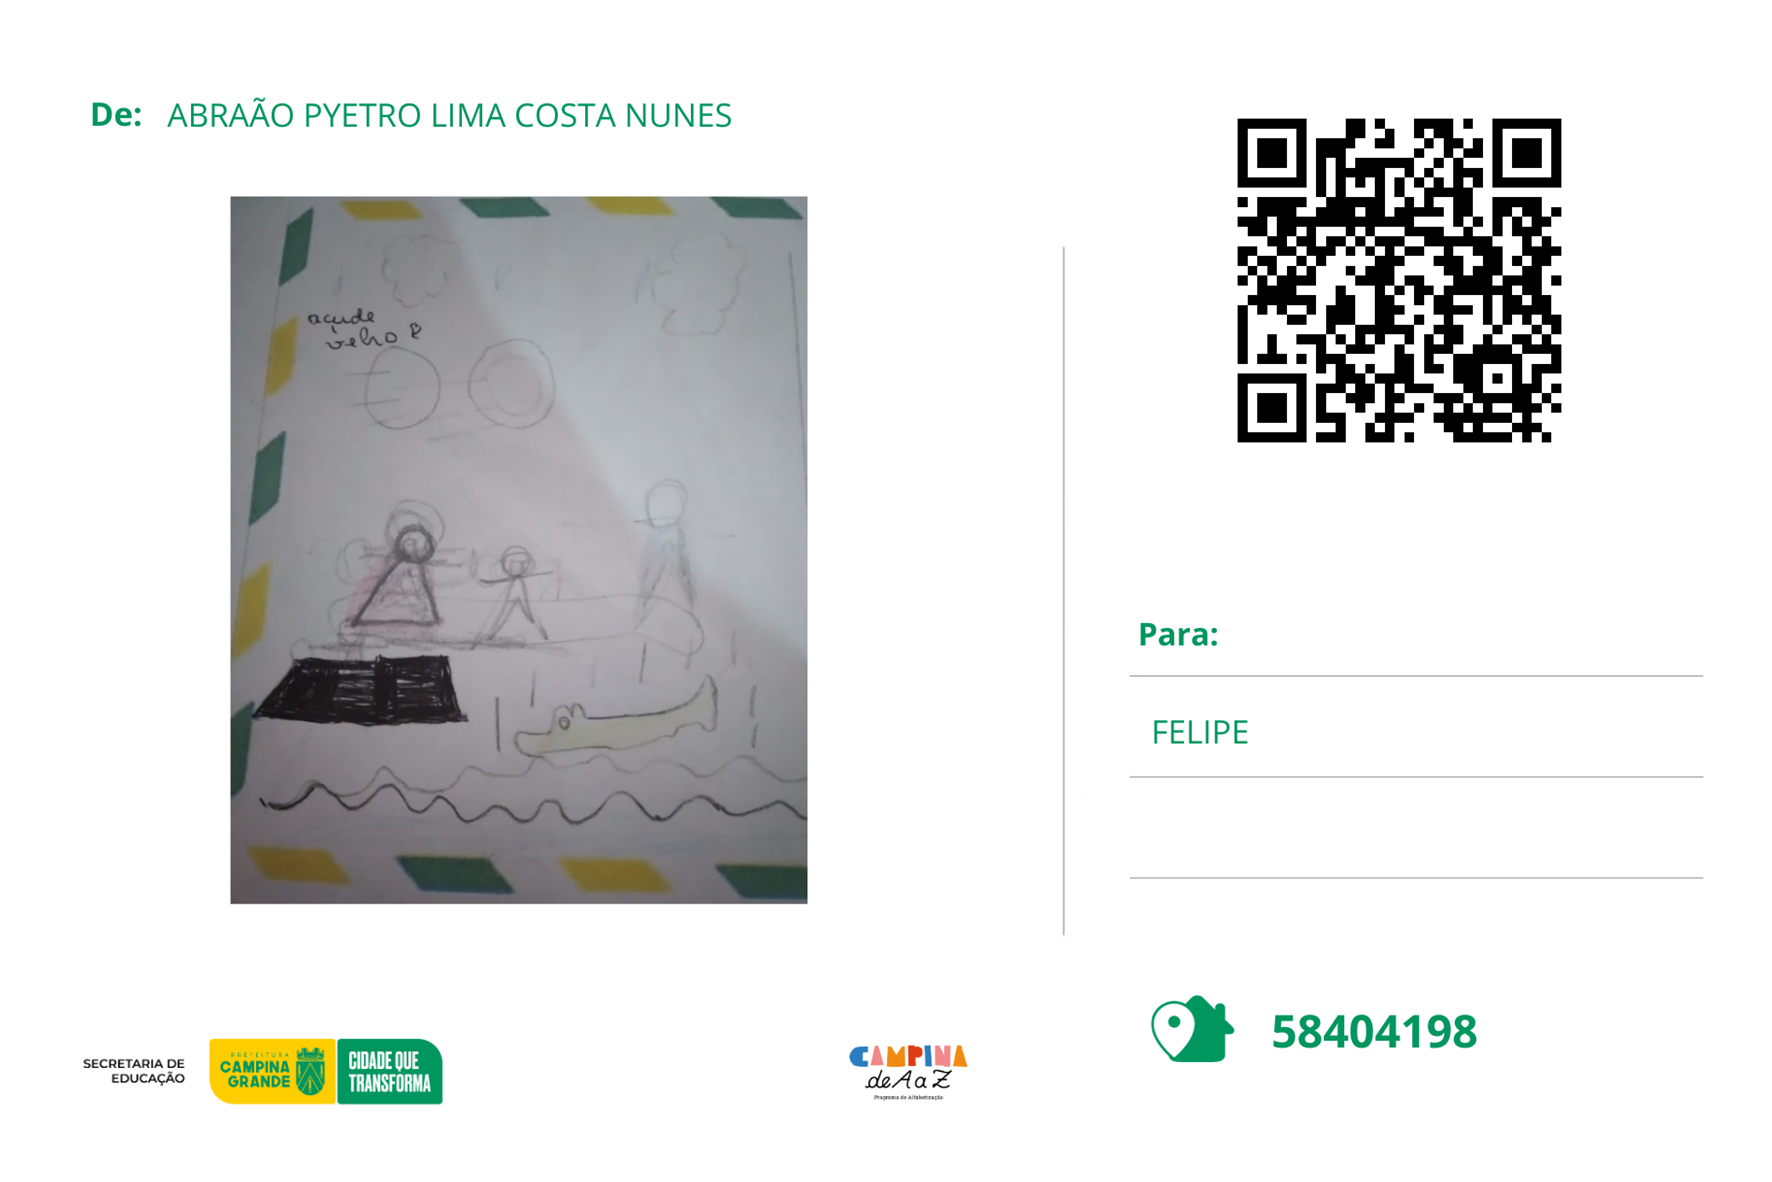 De: ABRAÃO PYETRO LIMA COSTA NUNES
açude
velho
Para:
FELIPE
58404198
SECRETARIA DE
EDUCAÇÃO
PREFEITURA
CAMPINA
GRANDE
CIDADE QUE
TRANSFORMA
CAMPINA
de A a Z
Programa de Alfabetização